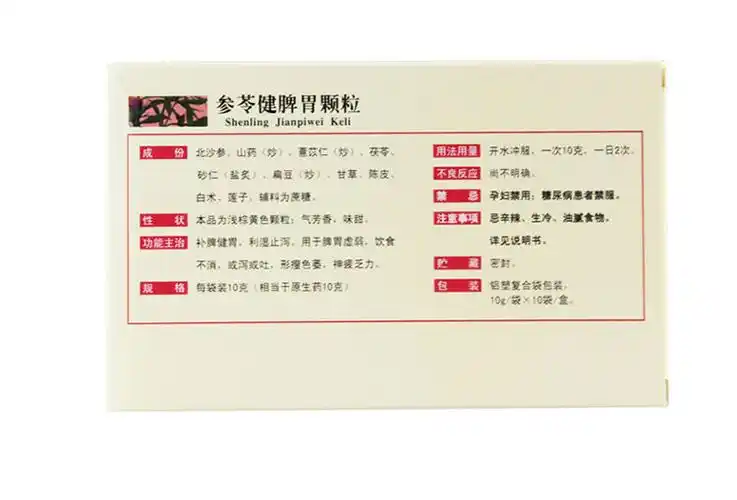 参苓健脾胃颗粒
Shenling Jianpiwei Keli
成份 北沙参、山药（炒）、薏苡仁（炒）、茯苓、
砂仁（盐炙）、扁豆（炒）、甘草、陈皮、
白术、莲子。辅料为蔗糖。
性状 本品为浅棕黄色颗粒；气芳香，味甜。
功能主治 补脾健胃，利湿止泻。用于脾胃虚弱，饮食
不消，或泻或吐，形瘦色萎，神疲乏力。
规格 每袋装10克（相当于原生药10克）
用法用量 开水冲服，一次10克，一日2次。
不良反应 尚不明确。
禁忌 孕妇禁用；糖尿病患者禁服。
注意事项 忌辛辣、生冷、油腻食物。
详见说明书。
贮藏 密封。
包装 铝塑复合袋包装。
10g/袋×10袋/盒。